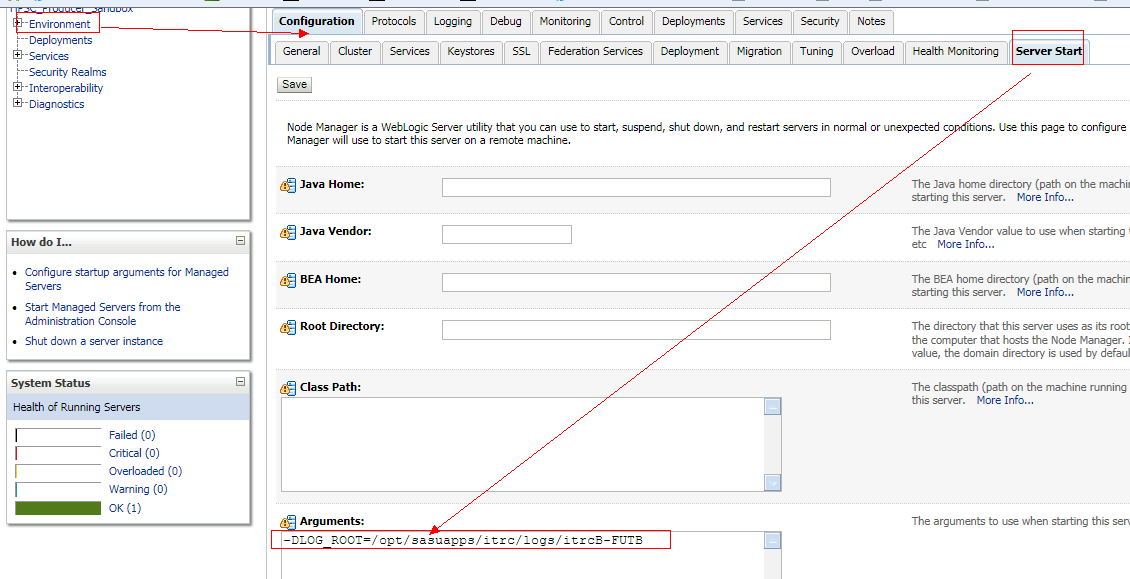 Environment
Deployments
Services
Security Realms
Interoperability
Diagnostics
How do I...
Configure startup arguments for Managed
Servers
Start Managed Servers from the
Administration Console
Shut down a server instance
System Status
Health of Running Servers
Failed (0)
Critical (0)
Overloaded (0)
Warning (0)
OK (1)
Configuration Protocols Logging Debug Monitoring Control Deployments Services Security Notes
General Cluster Services Keystores SSL Federation Services Deployment Migration Tuning Overload Health Monitoring Server Start
Save
Node Manager is a WebLogic Server utility that you can use to start, suspend, shut down, and restart servers in normal or unexpected conditions. Use this page to configure
Manager will use to start this server on a remote machine.
Java Home:
The Java home directory (path on the machin
starting this server. More Info...
Java Vendor:
The Java Vendor value to use when starting t
etc More Info...
BEA Home:
The BEA home directory (path on the machin
starting this server. More Info...
Root Directory:
The directory that this server uses as its root
the computer that hosts the Node Manager. I
value, the domain directory is used by defaul
Class Path:
The classpath (path on the machine running
this server. More Info...
Arguments:
The arguments to use when starting this serv
-DLOG_ROOT=/opt/sasuapps/itrc/logs/itrcB-FUTB